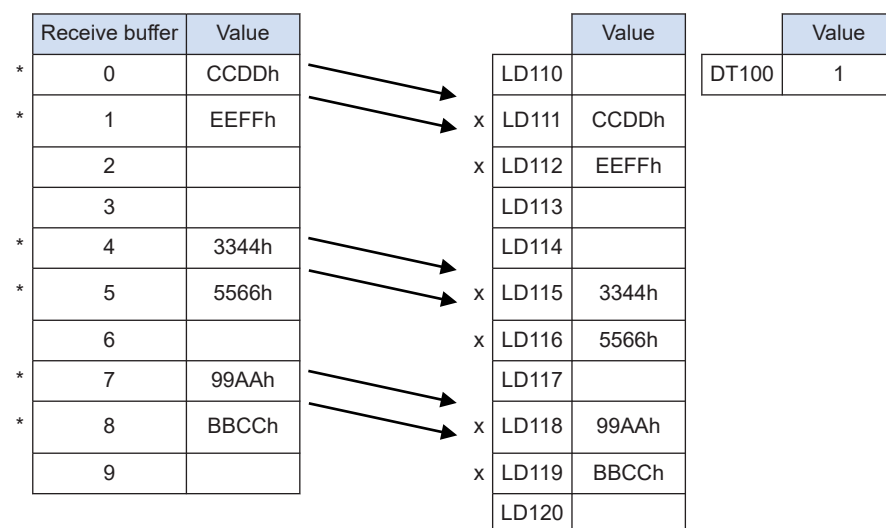 Receive buffer Value Value Value
* 0 CCDDh LD110 DT100 1
* 1 EEFFh x LD111 CCDDh
2 x LD112 EEFFh
3 LD113
* 4 3344h LD114
* 5 5566h x LD115 3344h
6 x LD116 5566h
* 7 99AAh LD117
* 8 BBCCh x LD118 99AAh
9 x LD119 BBCCh
LD120